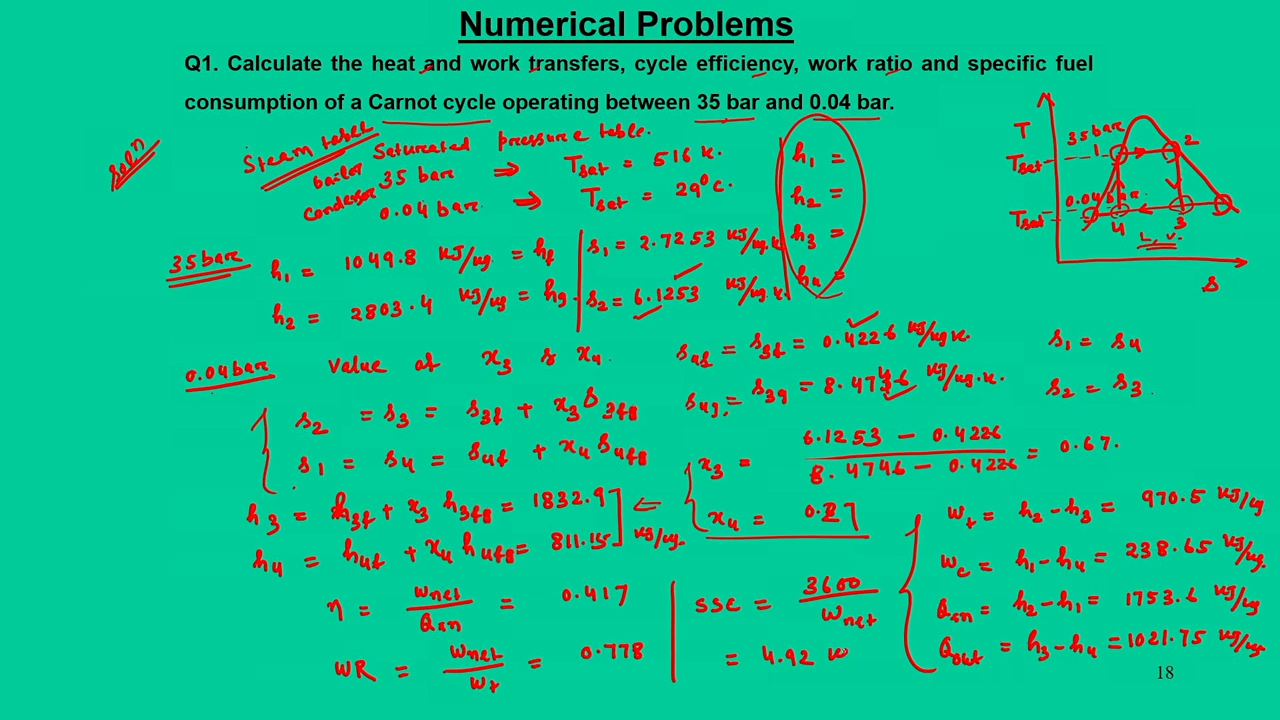 Numerical Problems
Q1. Calculate the heat and work transfers, cycle efficiency, work ratio and specific fuel
consumption of a Carnot cycle operating between 35 bar and 0.04 bar.
Soln
Steam table
Saturated pressure table.
boiler 35 bar ⇒ Tsat = 516 K.
Condensor 0.04 bar → Tsat = 29°C.
h1 =
h2 =
h3 =
h4 =
T
35 bar
1
2
Tsat
0.04 bar
Tsat
4
3
L, V.
s
35 bar
h1 = 1049.8 kJ/kg = hf
s1 = 2.7253 kJ/kg.K
h2 = 2803.4 kJ/kg = hg.
s2 = 6.1253 kJ/kg.K.
0.04 bar
Value of x3 & x4.
s4f = s3f = 0.4226 kJ/kg K.
s1 = s4
s4g = s3g = 8.4746 kJ/kg.K.
s2 = s3.
s2 = s3 = s3f + x3 s3fg
s1 = s4 = s4f + x4 s4fg
x3 = 6.1253 - 0.4226 / 8.4746 - 0.4226 = 0.67.
x4 = 0.27
h3 = h3f + x3 h3fg = 1832.9
h4 = h4f + x4 h4fg = 811.15 kJ/kg.
wt = h2 - h3 = 970.5 kJ/kg
wc = h1 - h4 = 238.65 kJ/kg.
Qin = h2 - h1 = 1753.6 kJ/kg
Qout = h3 - h4 = 1021.75 kJ/kg.
η = wnet / Qin = 0.417
WR = wnet / wt = 0.778
SSC = 3600 / wnet
= 4.92 k
18